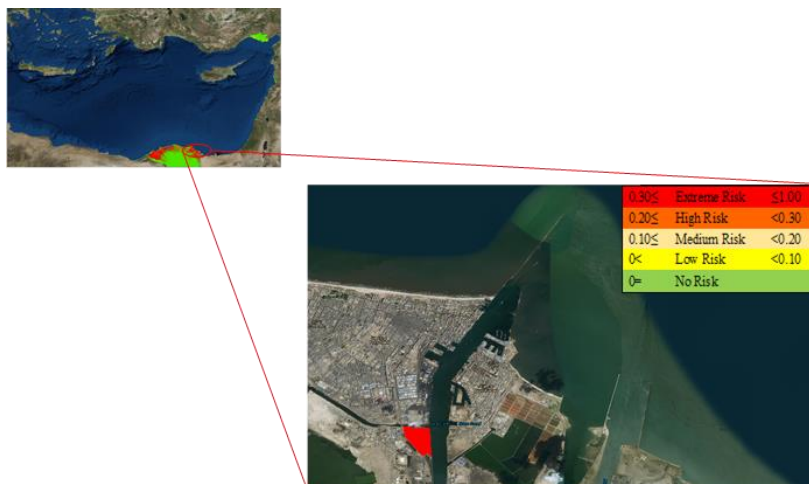 0.30≤ Extreme Risk ≤1.00
0.20≤ High Risk <0.30
0.10≤ Medium Risk <0.20
0< Low Risk <0.10
0= No Risk